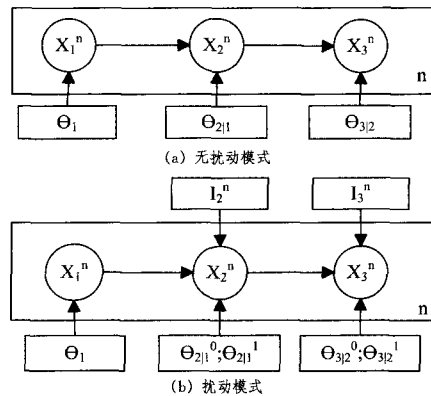 X₁ⁿ X₂ⁿ X₃ⁿ
n
Θ₁ Θ₂|₁ Θ₃|₂
(a) 无扰动模式
I₂ⁿ I₃ⁿ
X₁ⁿ X₂ⁿ X₃ⁿ
n
Θ₁ Θ₂|₁⁰;Θ₂|₁¹ Θ₃|₂⁰;Θ₃|₂¹
(b) 扰动模式